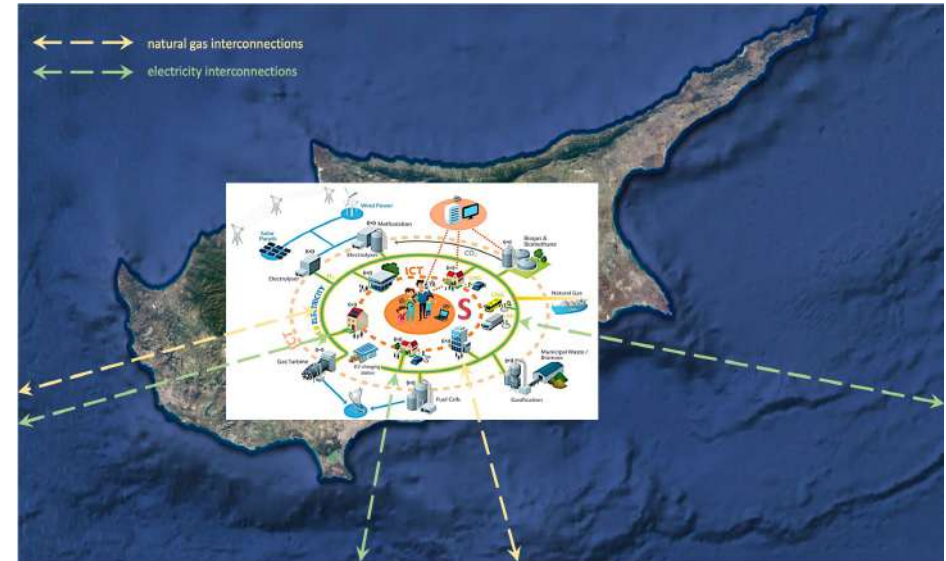 natural gas interconnections
electricity interconnections
Wind Power
Solar
Panels
Methanation
Electrolyser
Electrolyser
CO₂
Biogas &
Biomethane
ICT
ELECTRICITY
S
Natural Gas
Gas Turbine
EV charging
station
Fuel Cells
Municipal Waste /
Biomass
Gasification